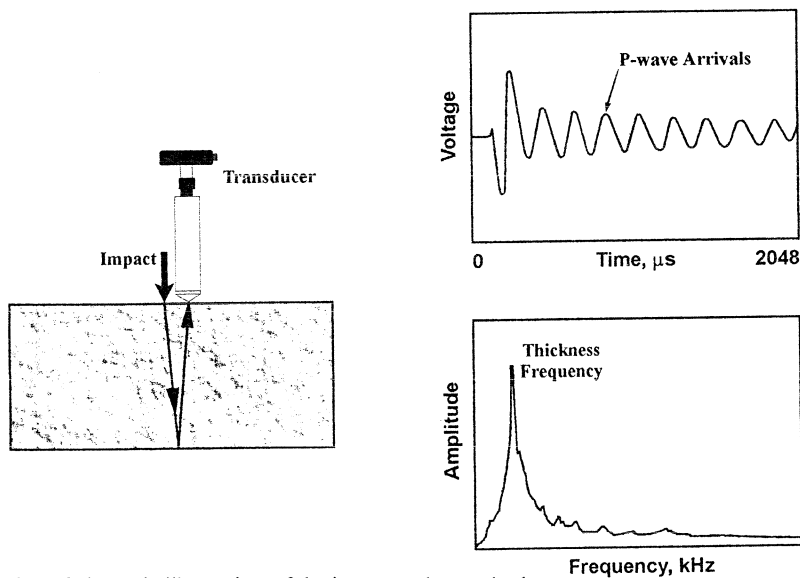 Transducer
Impact
P-wave Arrivals
Voltage
0
Time, µs
2048
Thickness
Frequency
Amplitude
Frequency, kHz